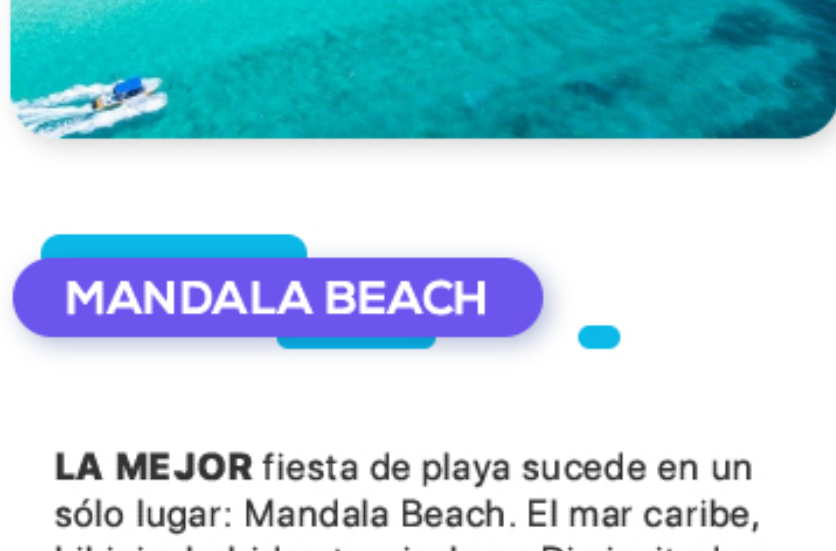 MANDALA BEACH
LA MEJOR fiesta de playa sucede en un
sólo lugar: Mandala Beach. El mar caribe,